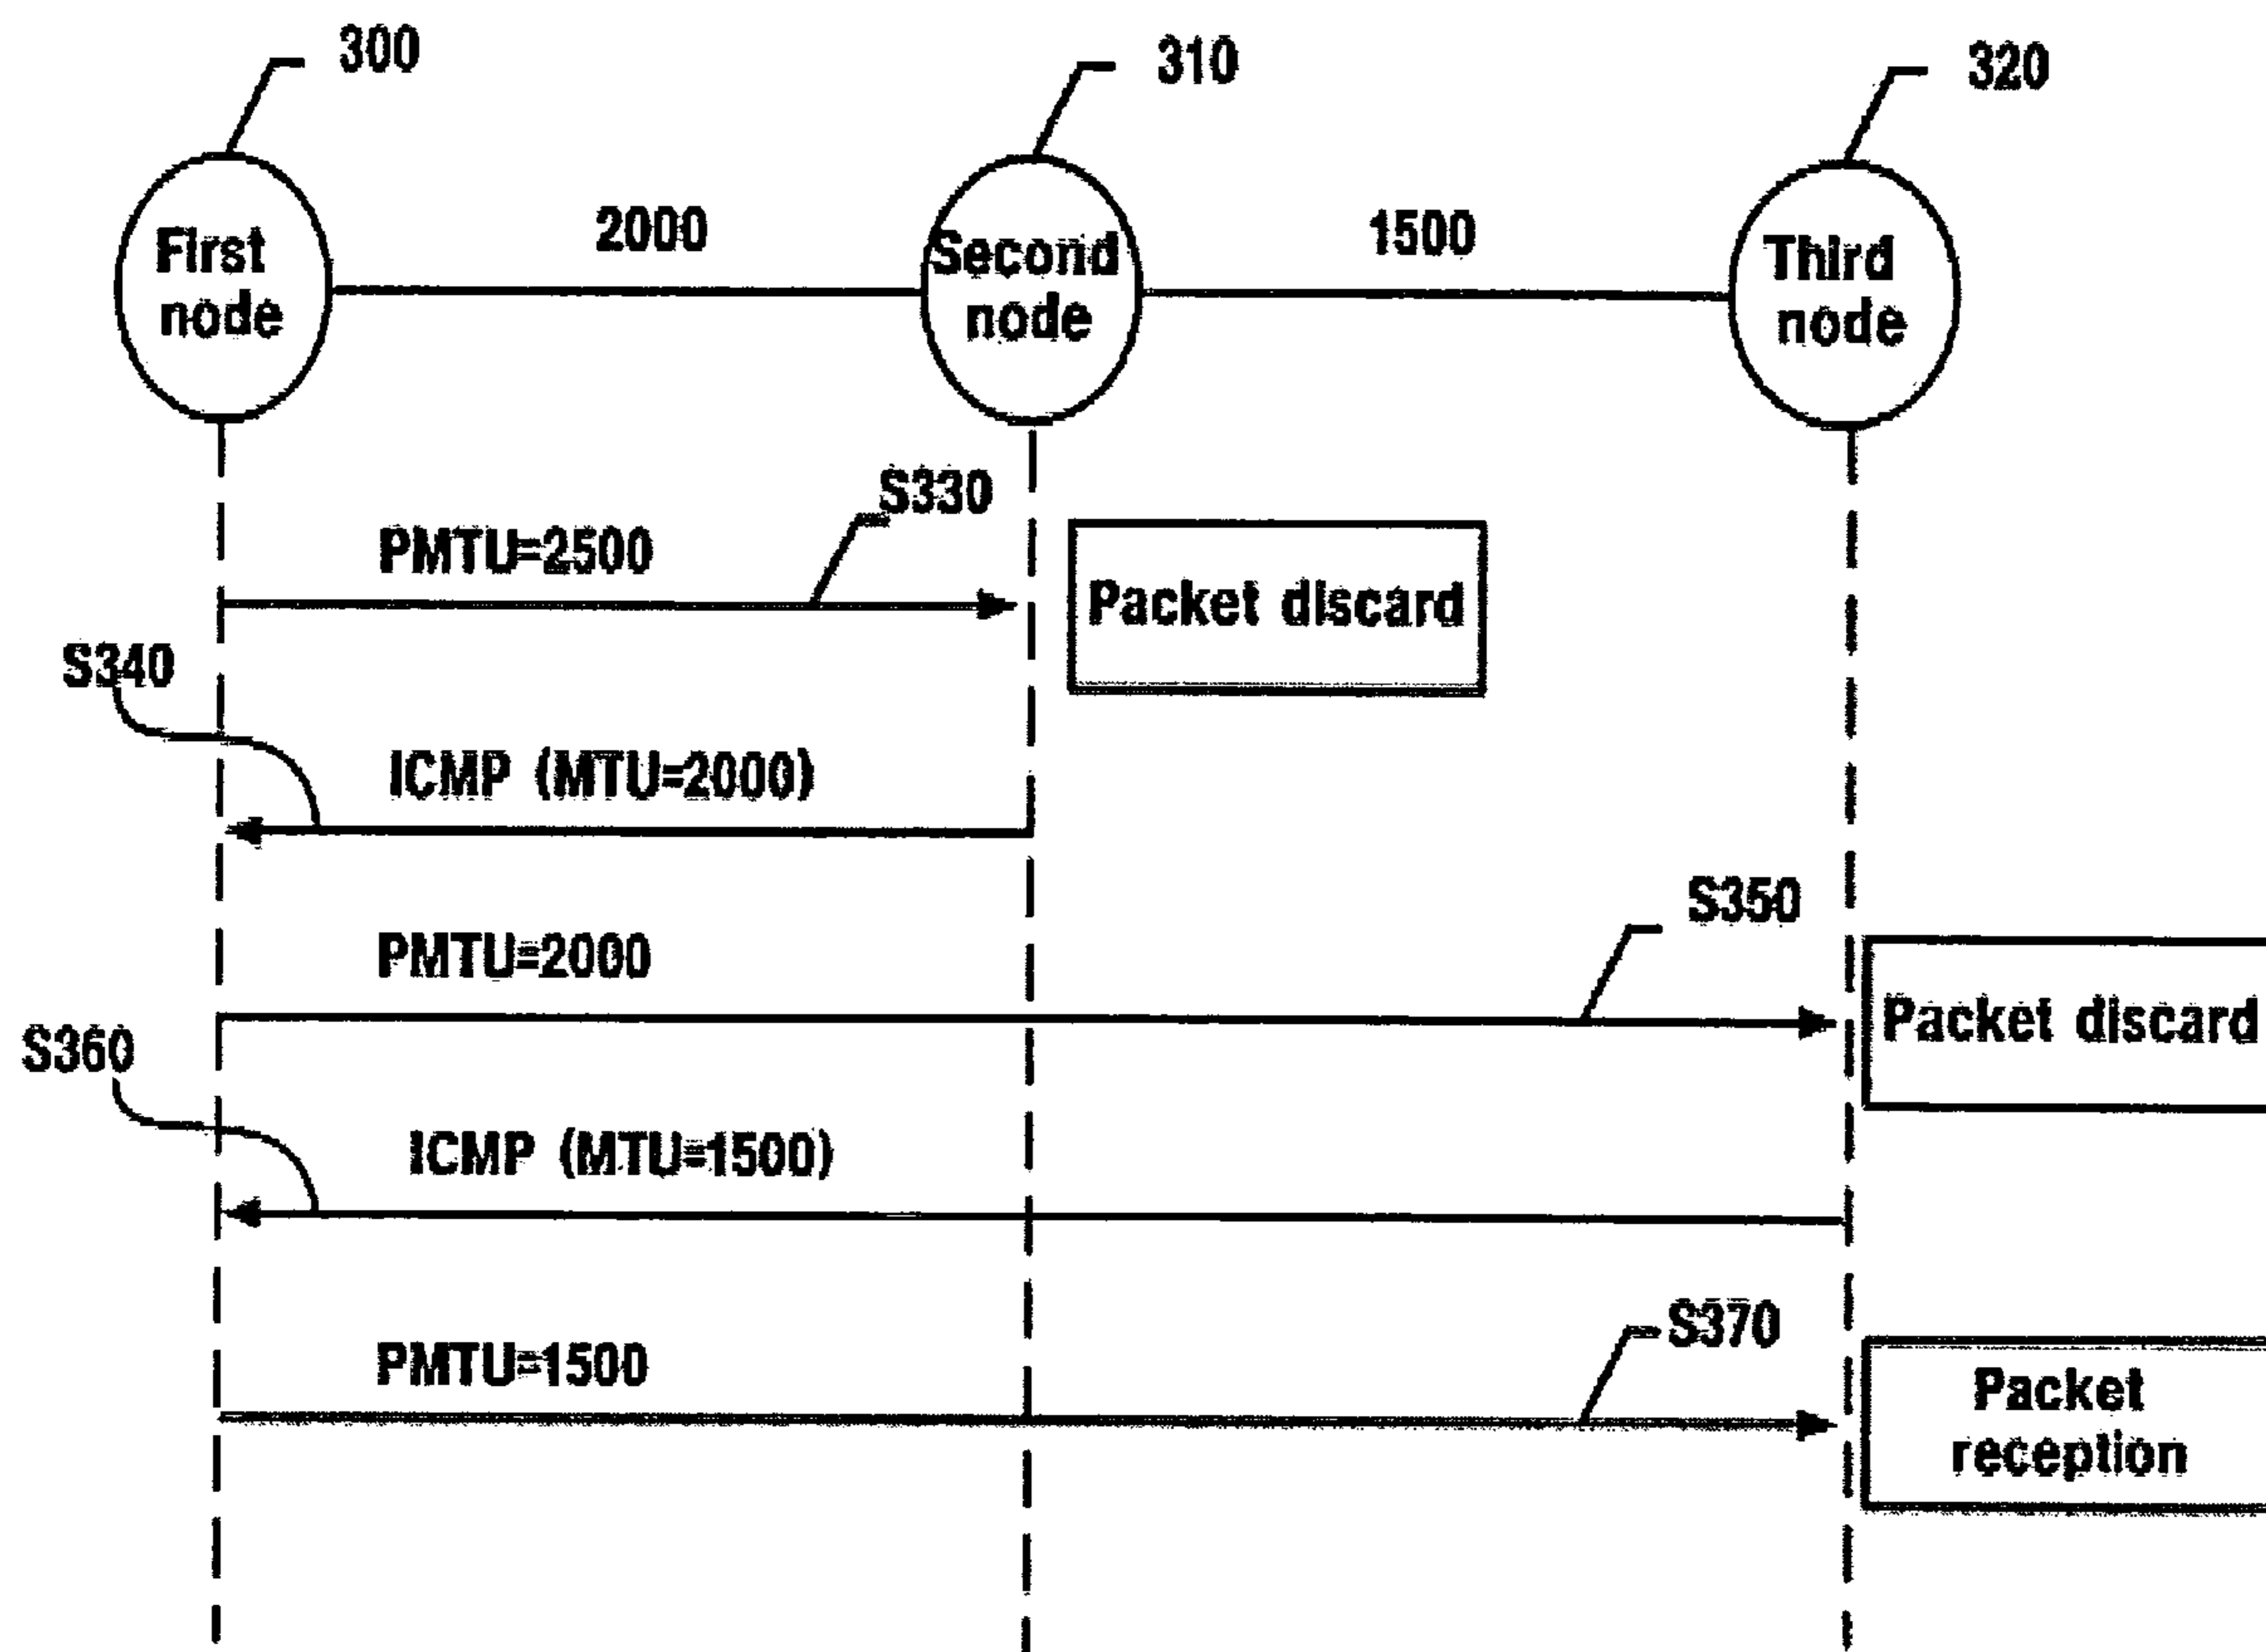 300
310
320
First
node
2000
Second
node
1500
Third
node
S330
PMTU=2500
Packet discard
S340
ICMP (MTU=2000)
S350
PMTU=2000
Packet discard
S360
ICMP (MTU=1500)
S370
PMTU=1500
Packet
reception